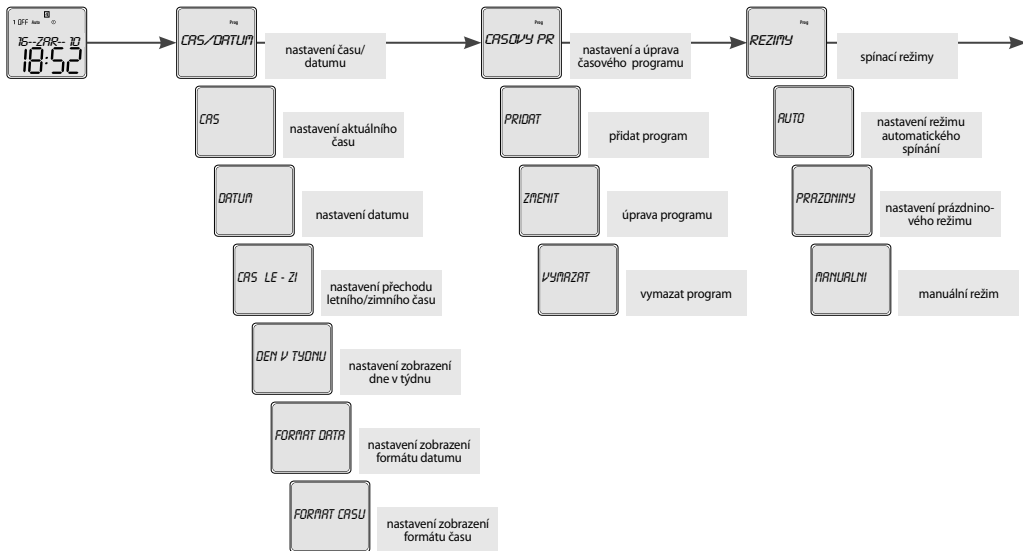 1 OFF Auto
16--ZAR-- 10
18:52
Prog
CAS/DATUM
nastavení času/
datumu
CAS
nastavení aktuálního
času
DATUM
nastavení datumu
CAS LE - ZI
nastavení přechodu
letního/zimního času
DEN V TYDNU
nastavení zobrazení
dne v týdnu
FORMAT DATA
nastavení zobrazení
formátu datumu
FORMAT CASU
nastavení zobrazení
formátu času
Prog
CASOVY PR
nastavení a úprava
časového programu
PRIDAT
přidat program
ZMENIT
úprava programu
VYMAZAT
vymazat program
Prog
REZIMY
spínací režimy
AUTO
nastavení režimu
automatického
spínání
PRAZDNINY
nastavení prázdnino-
vého režimu
MANUALNI
manuální režim